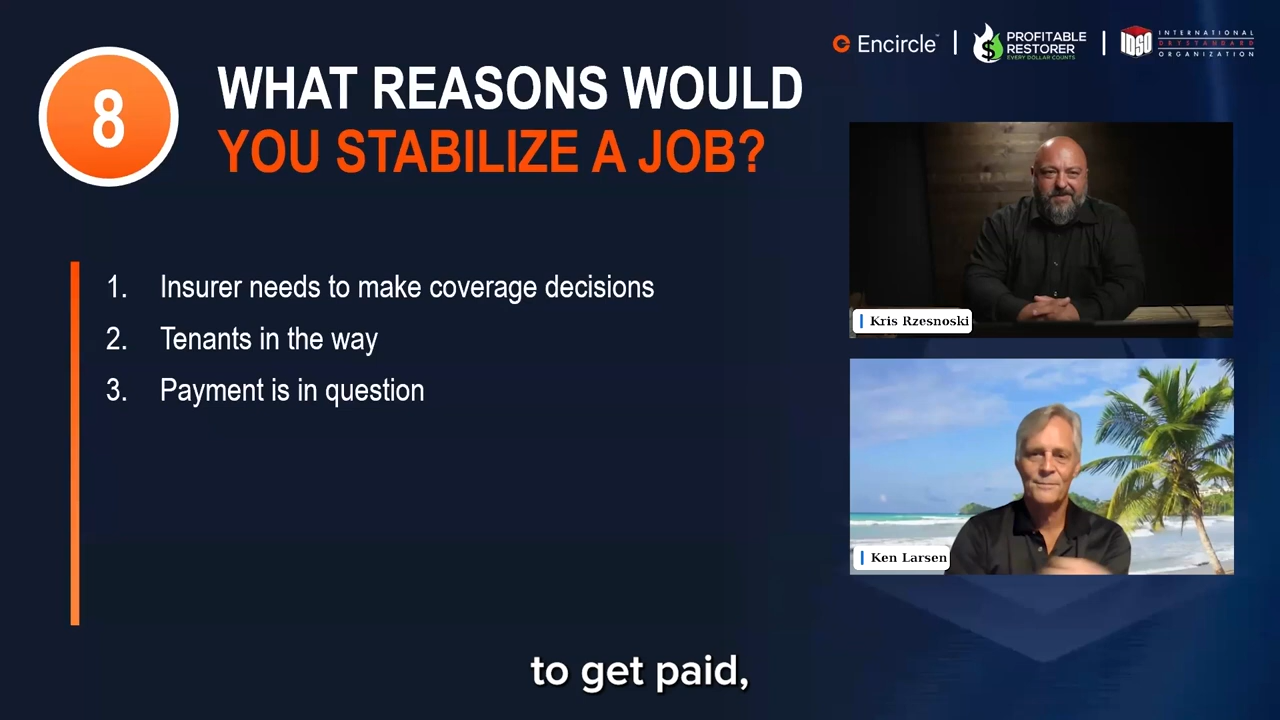 Encircle
PROFITABLE
RESTORER
EVERY DOLLAR COUNTS
IDSO
INTERNATIONAL
DRYSTANDARD
ORGANIZATION
8
WHAT REASONS WOULD
YOU STABILIZE A JOB?
1. Insurer needs to make coverage decisions
2. Tenants in the way
3. Payment is in question
Kris Rzesnoski
Ken Larsen
to get paid,